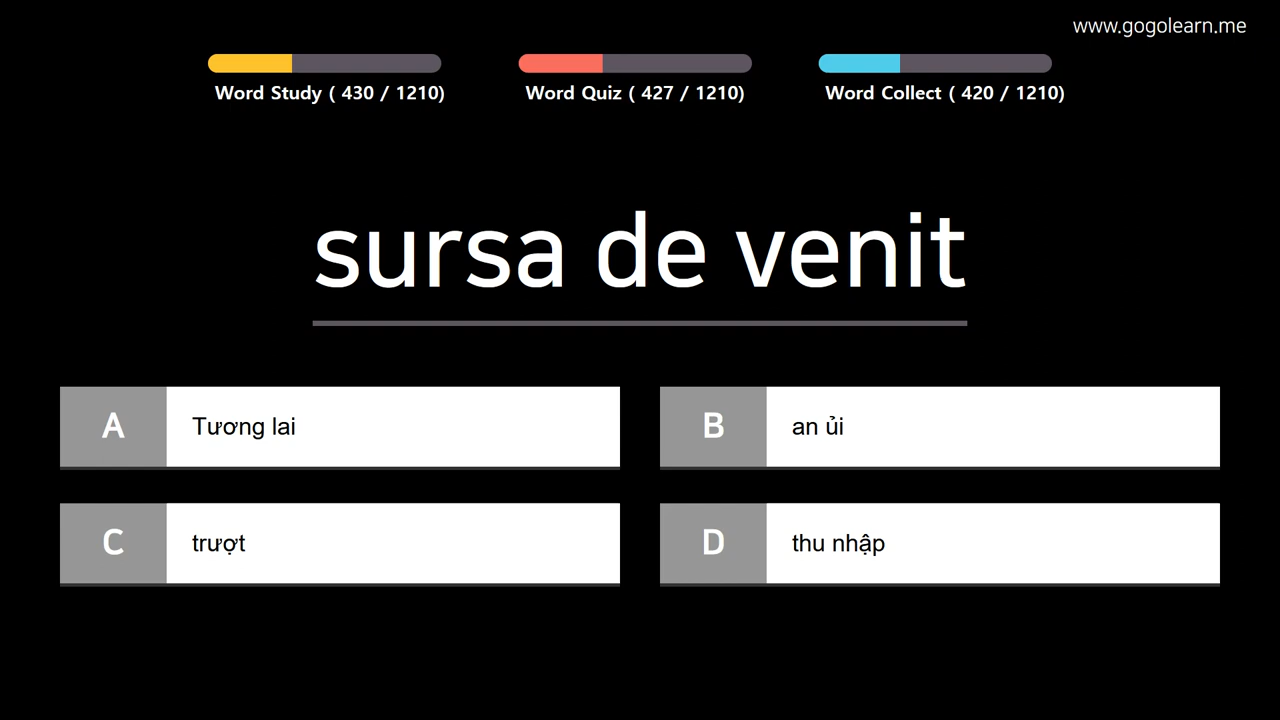 www.gogolearn.me
Word Study ( 430 / 1210)
Word Quiz ( 427 / 1210)
Word Collect ( 420 / 1210)
sursa de venit
A Tương lai
B an ủi
C trượt
D thu nhập